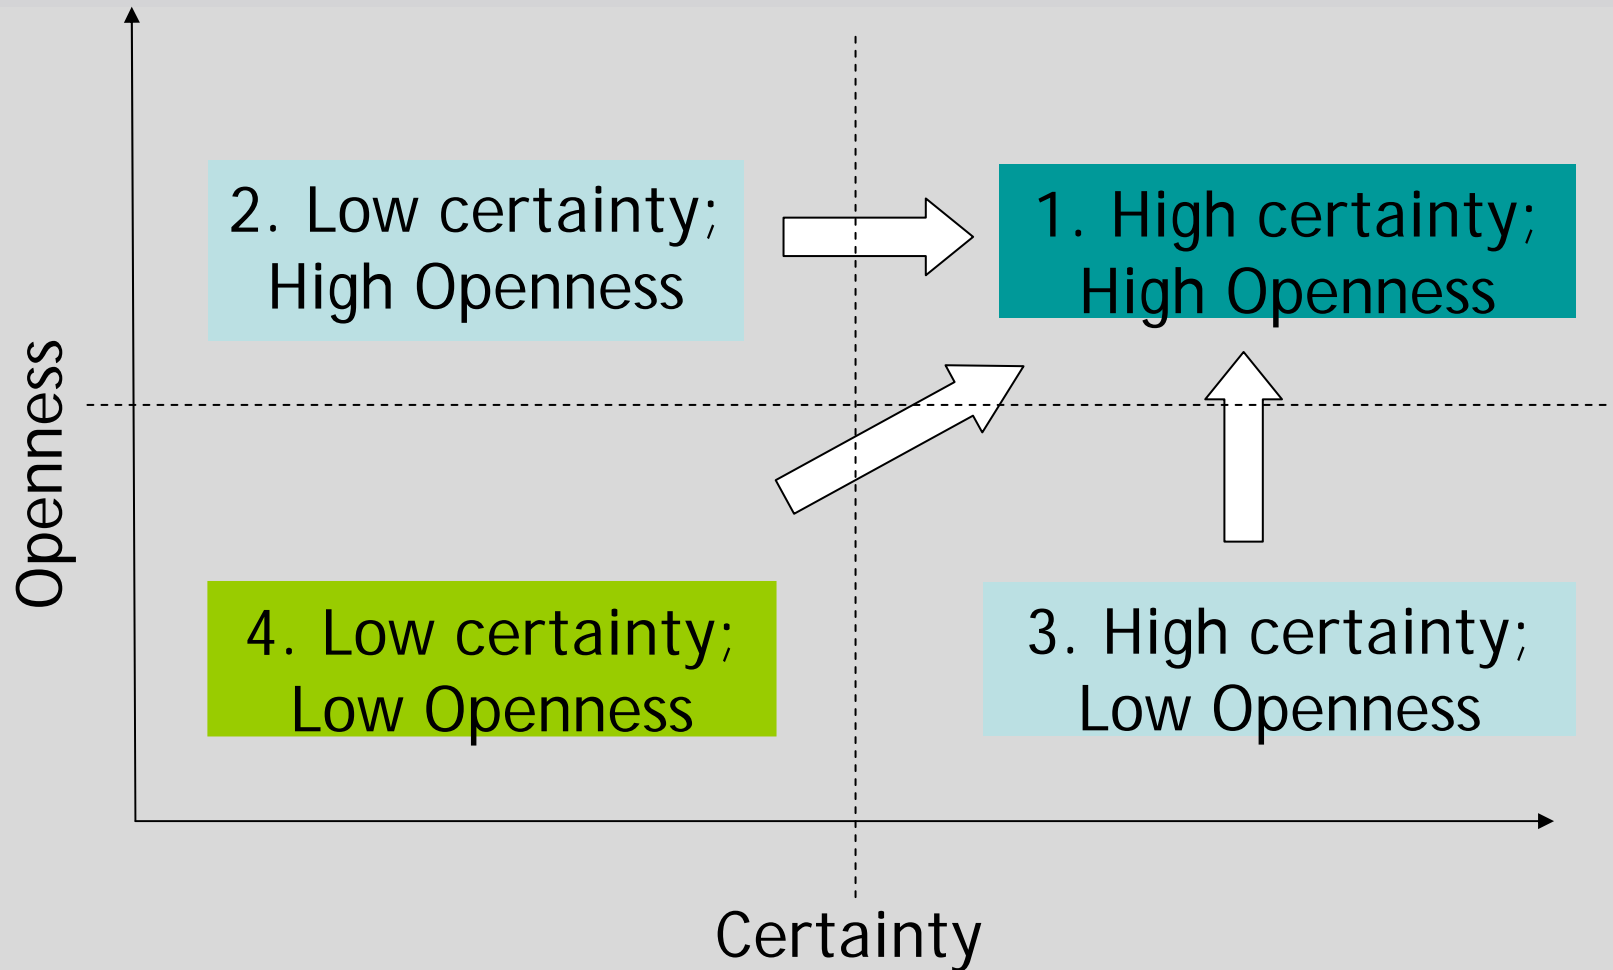 2. Low certainty;
High Openness
1. High certainty;
High Openness
Openness
4. Low certainty;
Low Openness
3. High certainty;
Low Openness
Certainty